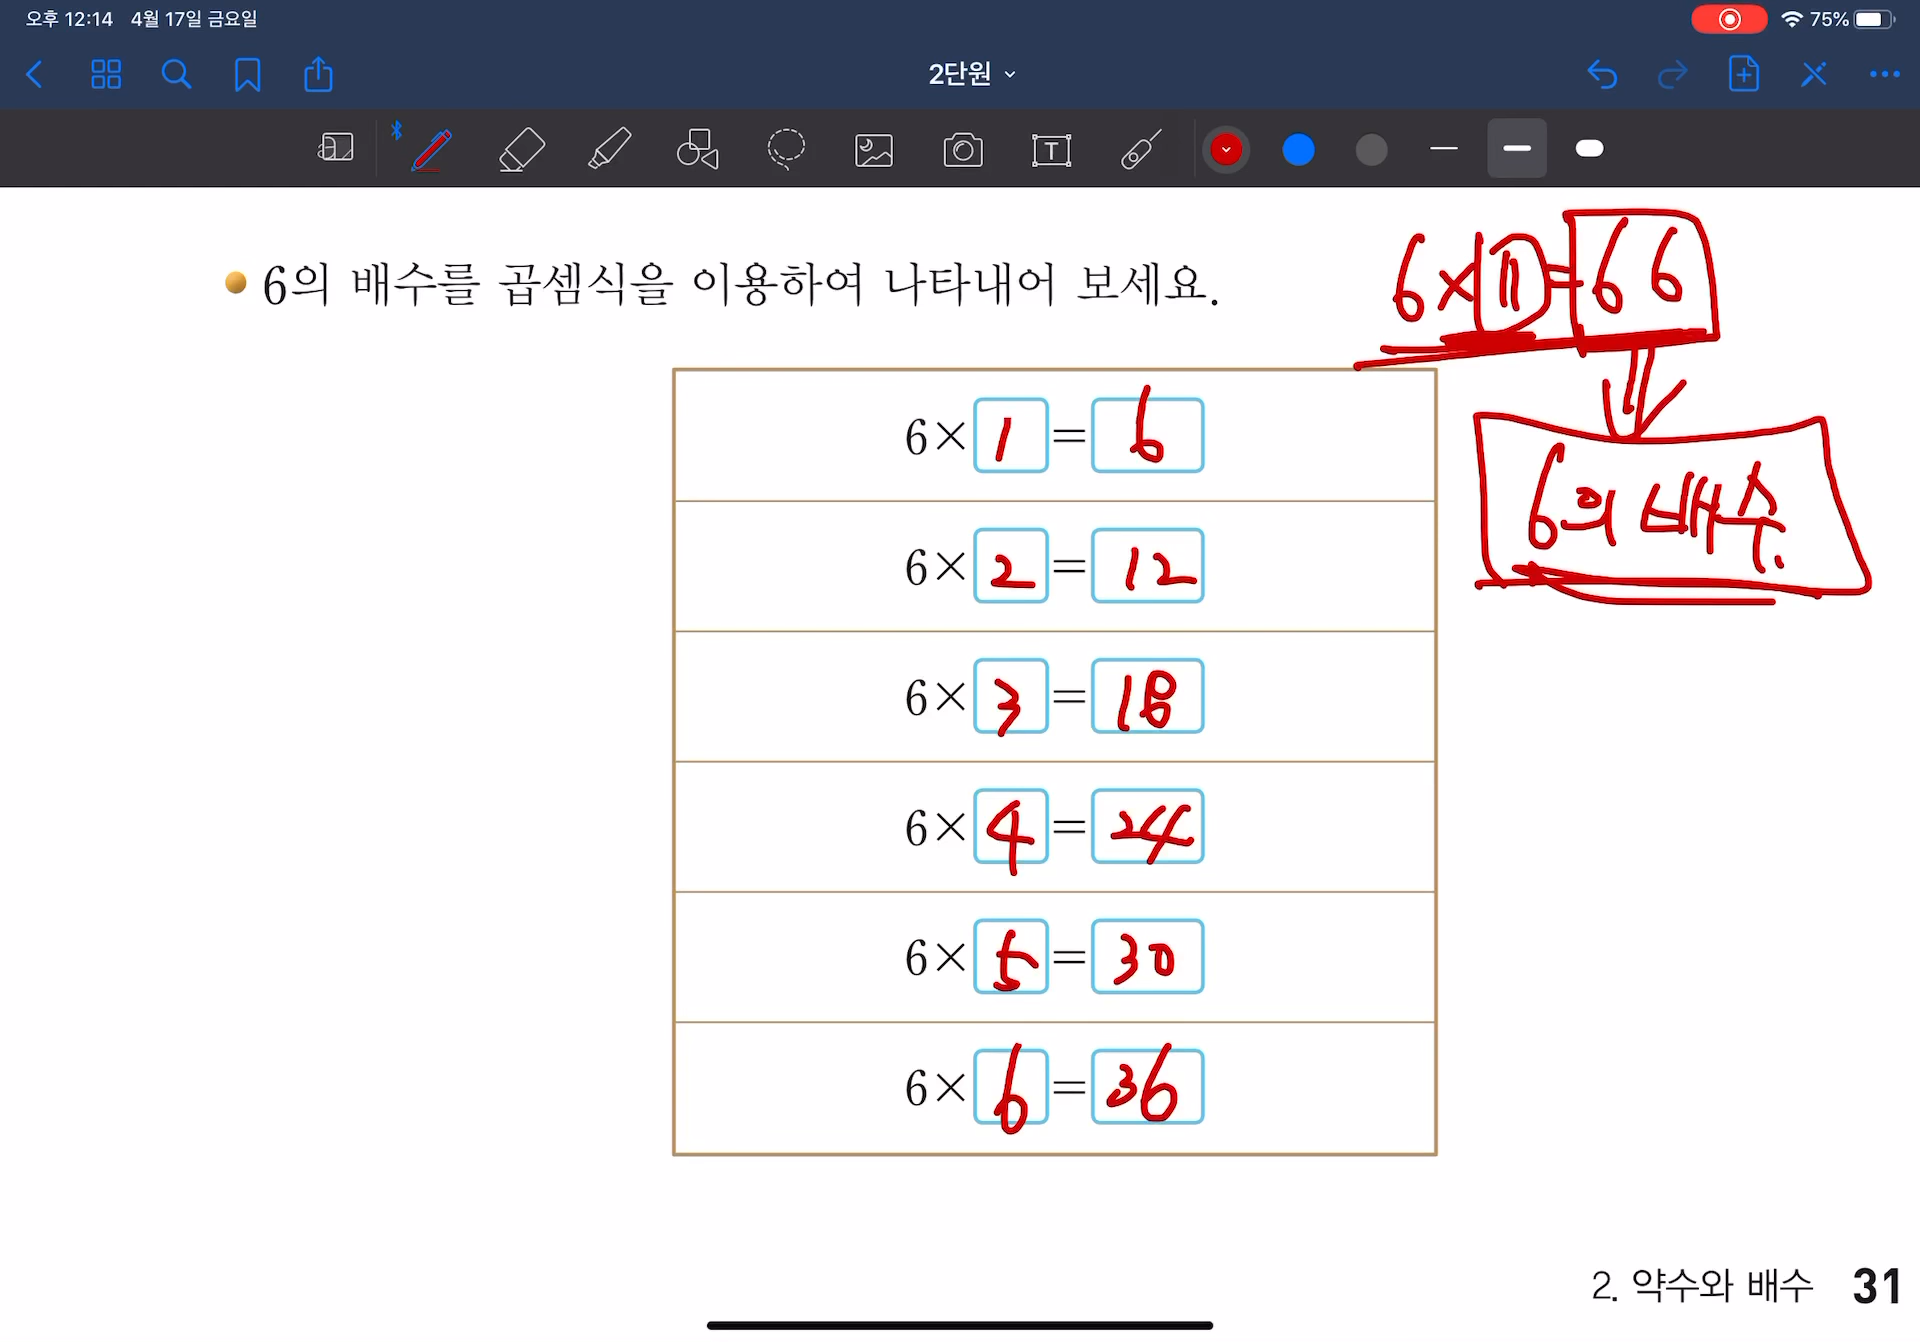 오후 12:14 4월 17일 금요일 75%
2단원
6의 배수를 곱셈식을 이용하여 나타내어 보세요.
6×11=66
6의 배수.
6×1=6
6×2=12
6×3=18
6×4=24
6×5=30
6×6=36
2. 약수와 배수 31